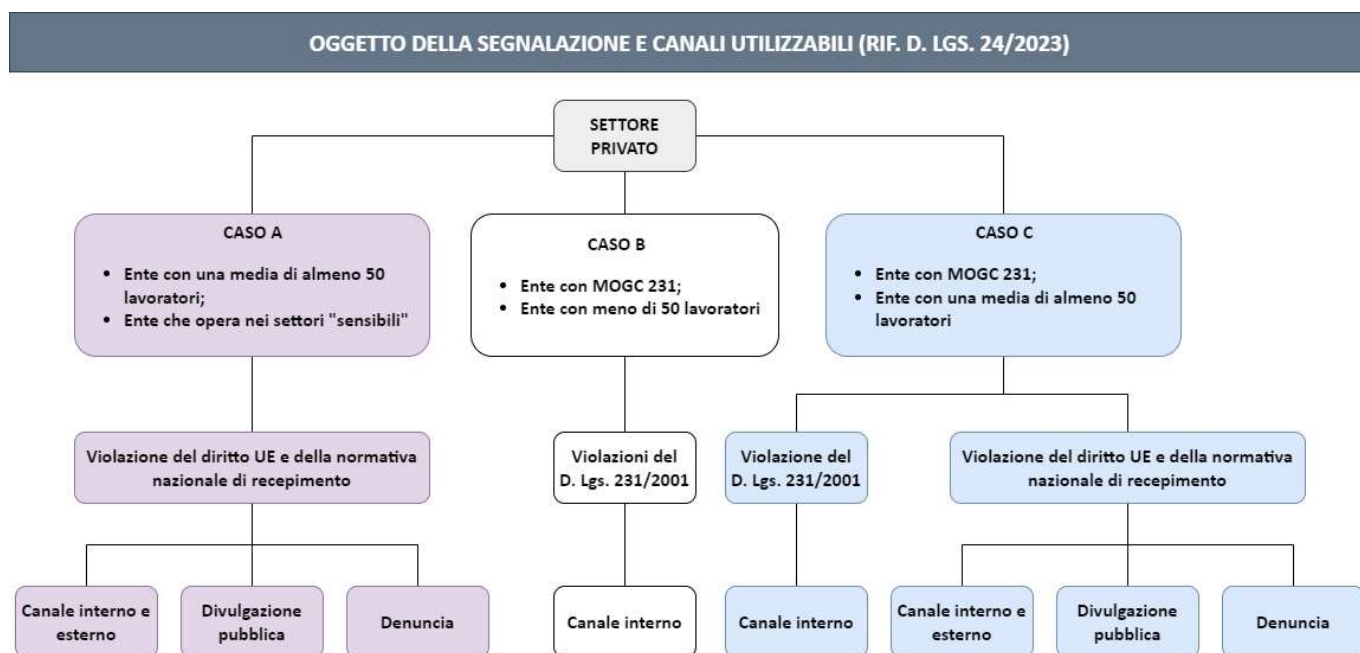 OGGETTO DELLA SEGNALAZIONE E CANALI UTILIZZABILI (RIF. D. LGS. 24/2023)
SETTORE
PRIVATO
CASO A
• Ente con una media di almeno 50
lavoratori;
• Ente che opera nei settori "sensibili"
CASO B
• Ente con MOGC 231;
• Ente con meno di 50 lavoratori
CASO C
• Ente con MOGC 231;
• Ente con una media di almeno 50
lavoratori
Violazione del diritto UE e della normativa
nazionale di recepimento
Violazioni del
D. Lgs. 231/2001
Violazione del
D. Lgs. 231/2001
Violazione del diritto UE e della normativa
nazionale di recepimento
Canale interno e
esterno
Divulgazione
pubblica
Denuncia
Canale interno
Canale interno
Canale interno e
esterno
Divulgazione
pubblica
Denuncia